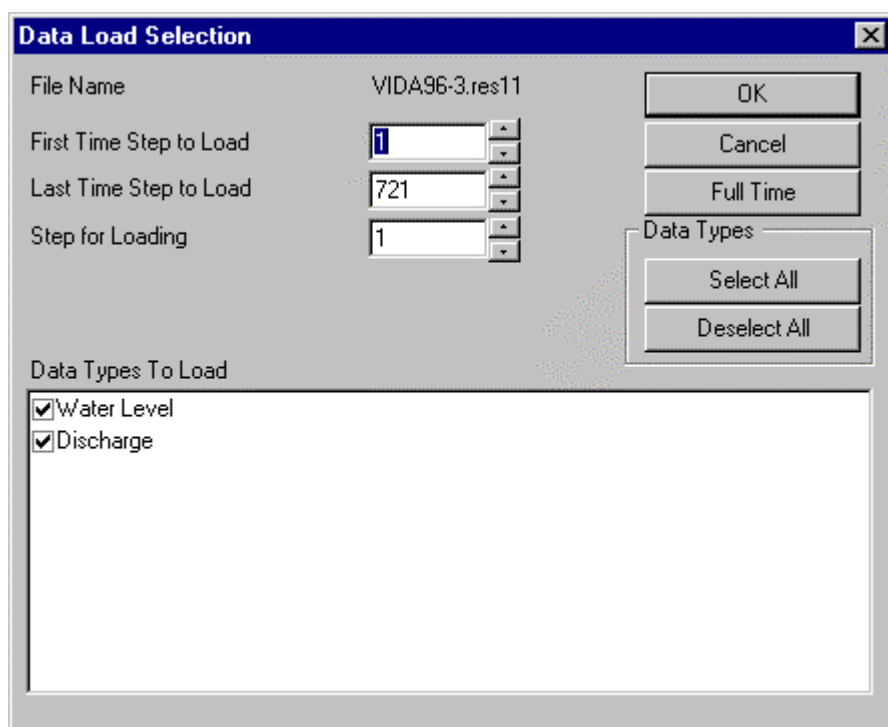 Data Load Selection
File Name VIDA96-3.res11
OK
First Time Step to Load 1
Cancel
Last Time Step to Load 721
Full Time
Step for Loading 1
Data Types
Select All
Deselect All
Data Types To Load
Water Level
Discharge